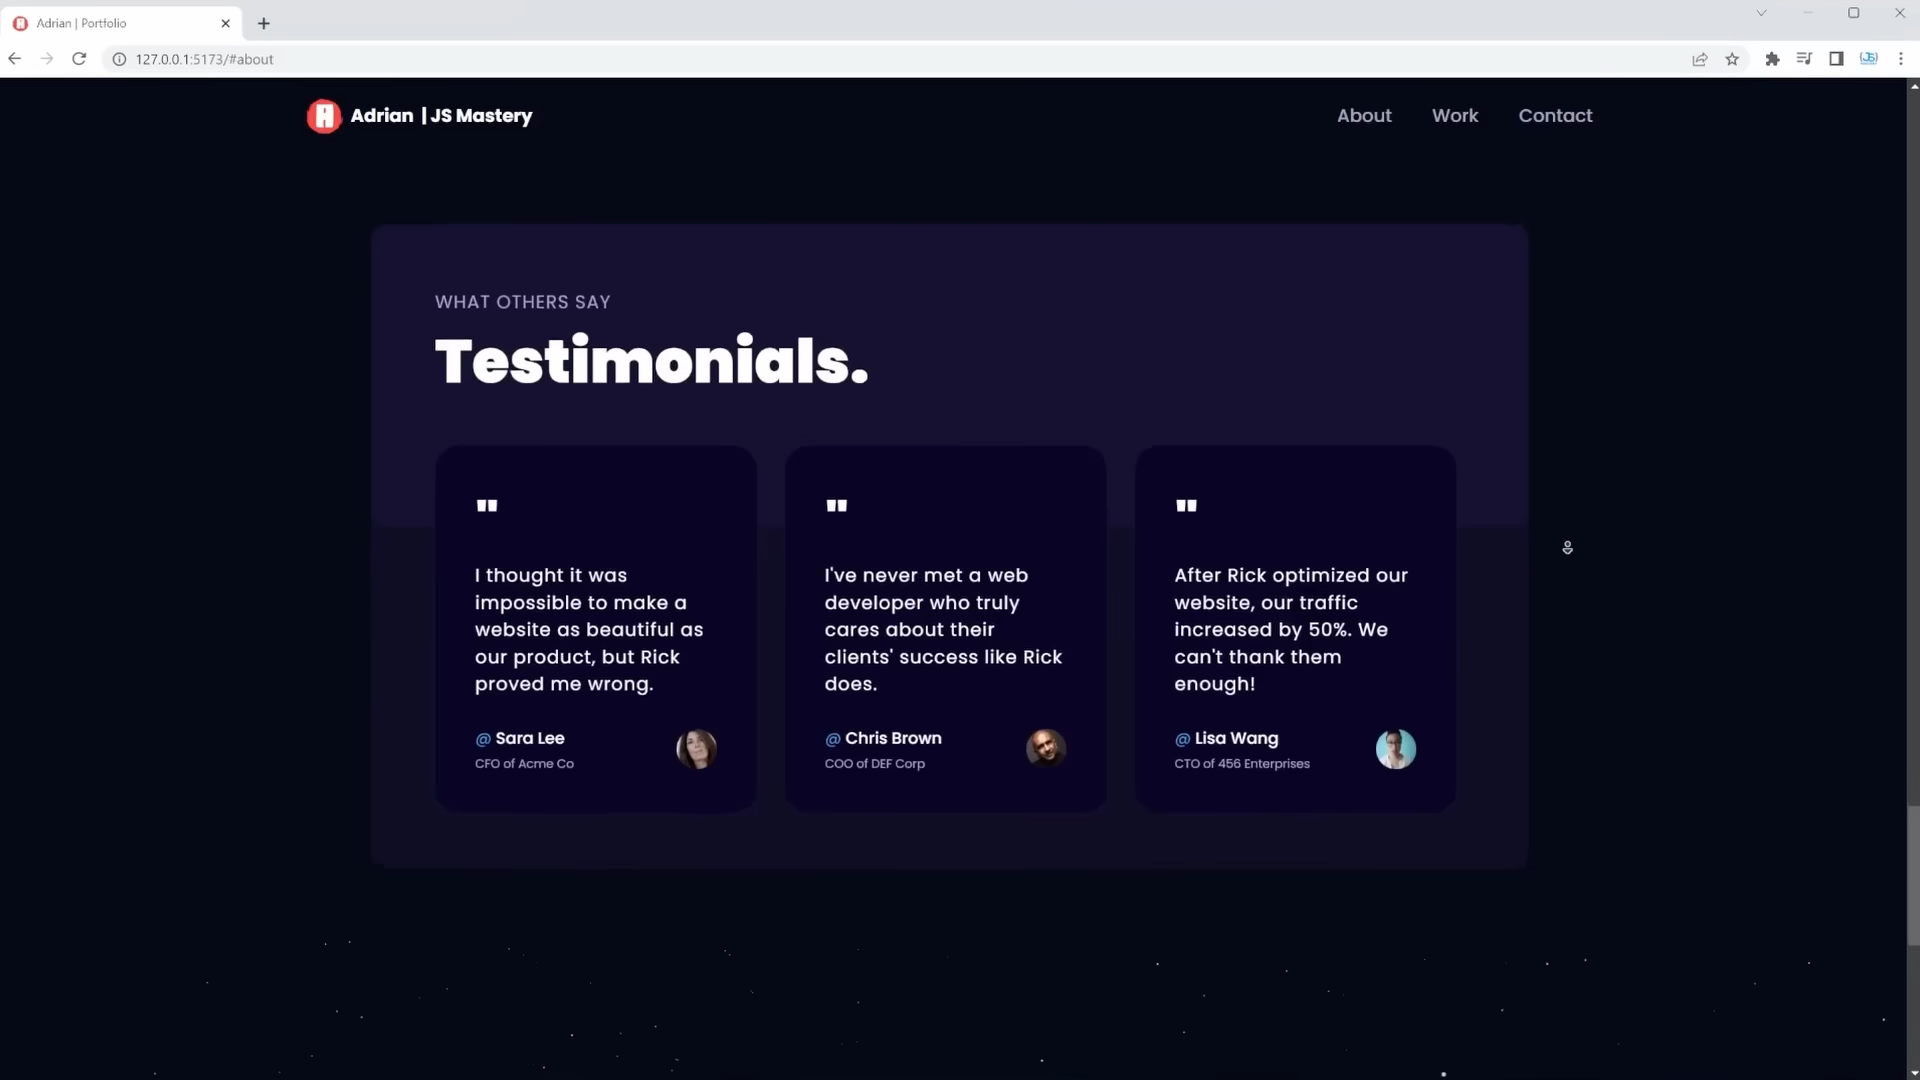 Adrian | Portfolio
127.0.0.1:5173/#about
Adrian | JS Mastery
About
Work
Contact
WHAT OTHERS SAY
Testimonials.
"
I thought it was
impossible to make a
website as beautiful as
our product, but Rick
proved me wrong.
@ Sara Lee
CFO of Acme Co
"
I've never met a web
developer who truly
cares about their
clients' success like Rick
does.
@ Chris Brown
COO of DEF Corp
"
After Rick optimized our
website, our traffic
increased by 50%. We
can't thank them
enough!
@ Lisa Wang
CTO of 456 Enterprises